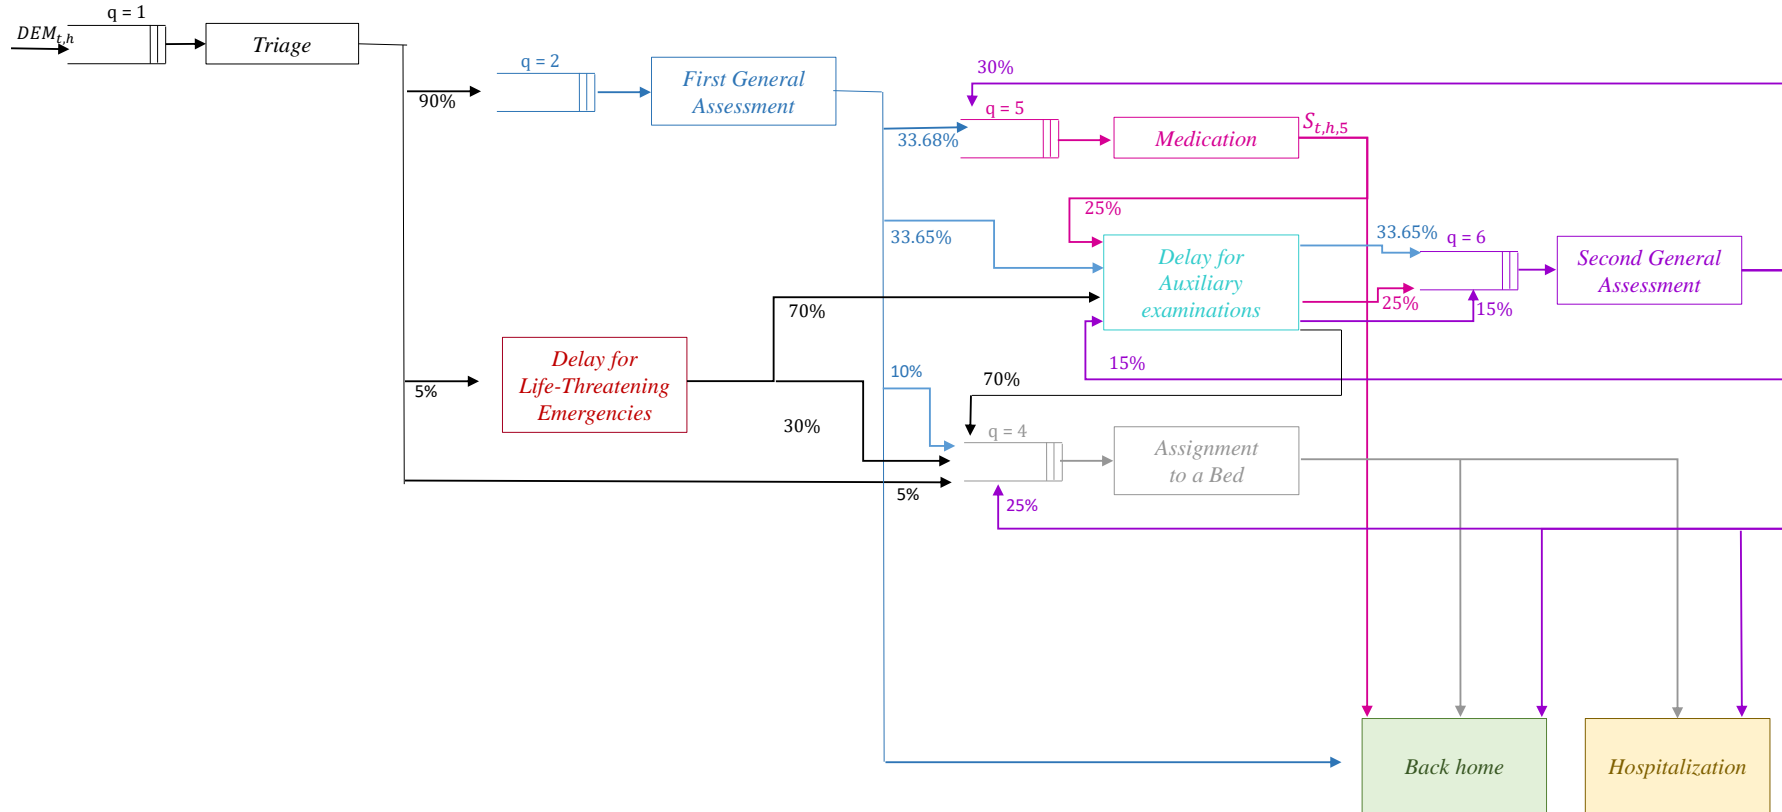 DEM_{t,h}
q = 1
Triage
90%
q = 2
First General
Assessment
30%
q = 5
33.68%
Medication
S_{t,h,5}
25%
33.65%
Delay for
Auxiliary
examinations
33.65%
q = 6
Second General
Assessment
25%
15%
70%
15%
5%
Delay for
Life-Threatening
Emergencies
10%
70%
30%
q = 4
Assignment
to a Bed
5%
25%
Back home
Hospitalization